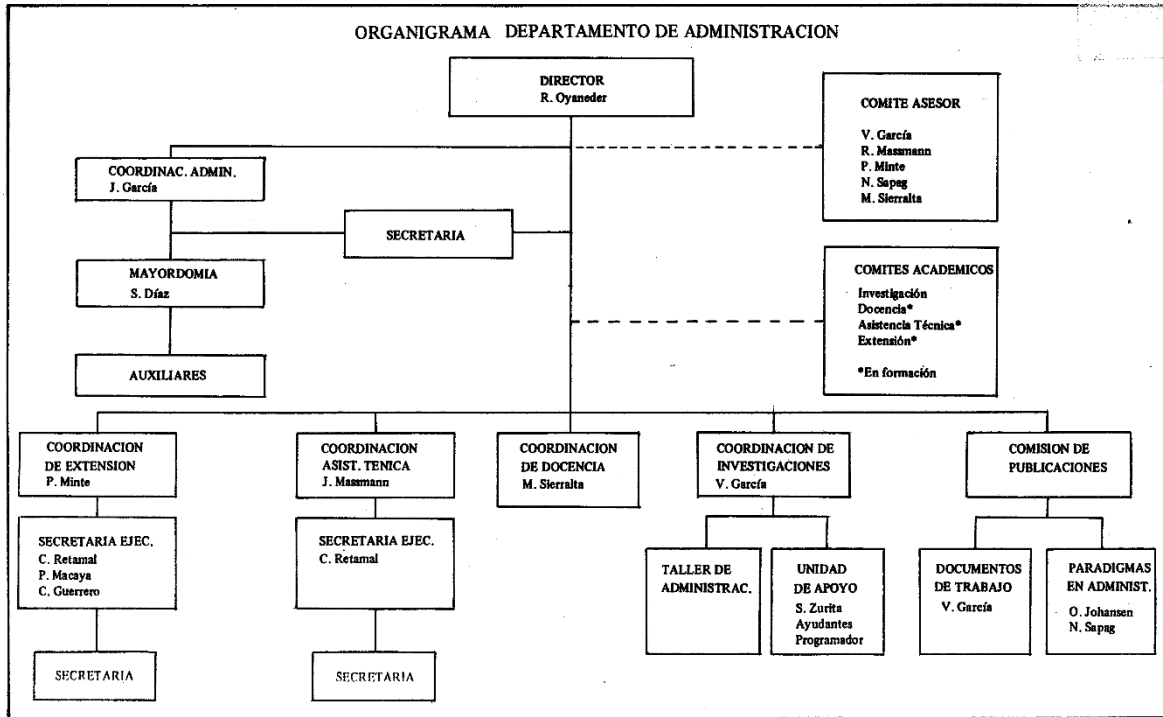 ORGANIGRAMA DEPARTAMENTO DE ADMINISTRACION
DIRECTOR
R. Oyaneder
COMITE ASESOR
V. García
R. Massmann
P. Minte
N. Sapag
M. Sierralta
COORDINAC. ADMIN.
J. García
SECRETARIA
MAYORDOMIA
S. Díaz
COMITES ACADEMICOS
Investigación
Docencia*
Asistencia Técnica*
Extensión*
*En formación
AUXILIARES
COORDINACION
DE EXTENSION
P. Minte
COORDINACION
ASIST. TENICA
J. Massmann
COORDINACION
DE DOCENCIA
M. Sierralta
COORDINACION DE
INVESTIGACIONES
V. García
COMISION DE
PUBLICACIONES
SECRETARIA EJEC.
C. Retamal
P. Macaya
C. Guerrero
SECRETARIA EJEC.
C. Retamal
TALLER DE
ADMINISTRAC.
UNIDAD
DE APOYO
S. Zurita
Ayudantes
Programador
DOCUMENTOS
DE TRABAJO
V. García
PARADIGMAS
EN ADMINIST.
O. Johansen
N. Sapag
SECRETARIA
SECRETARIA